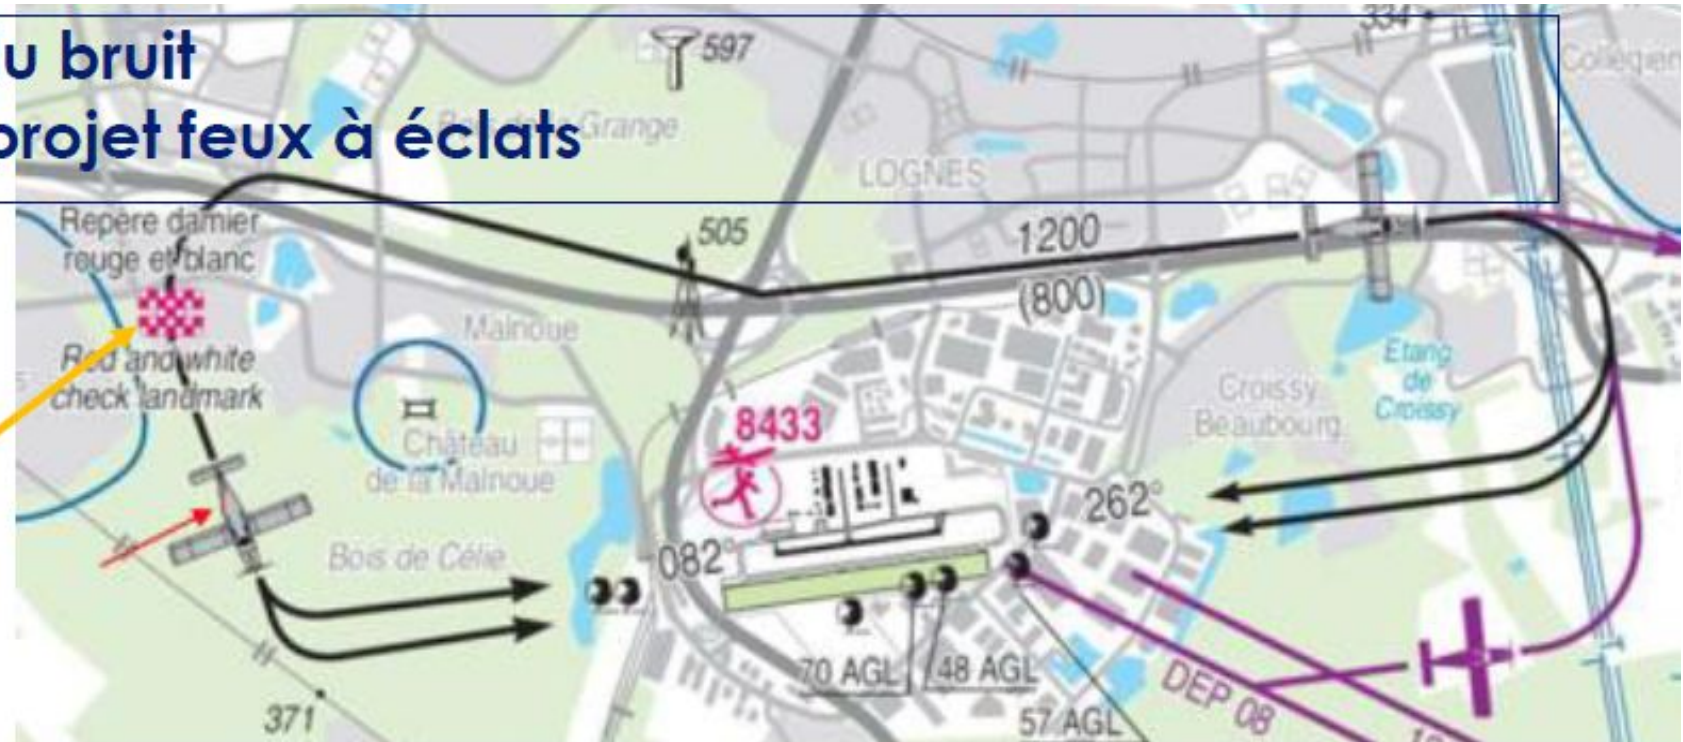 u bruit
projet feux à éclats
597
334
Collégien
Grange
LOGNES
Repère damier
rouge et blanc
505
1200
(800)
Malnoue
Red and white
check landmark
Etang
de
Croissy
Croissy
Beaubourg
8433
Château
de la Malnoue
262°
082°
Bois de Célie
70 AGL
48 AGL
57 AGL
DEP 08
371